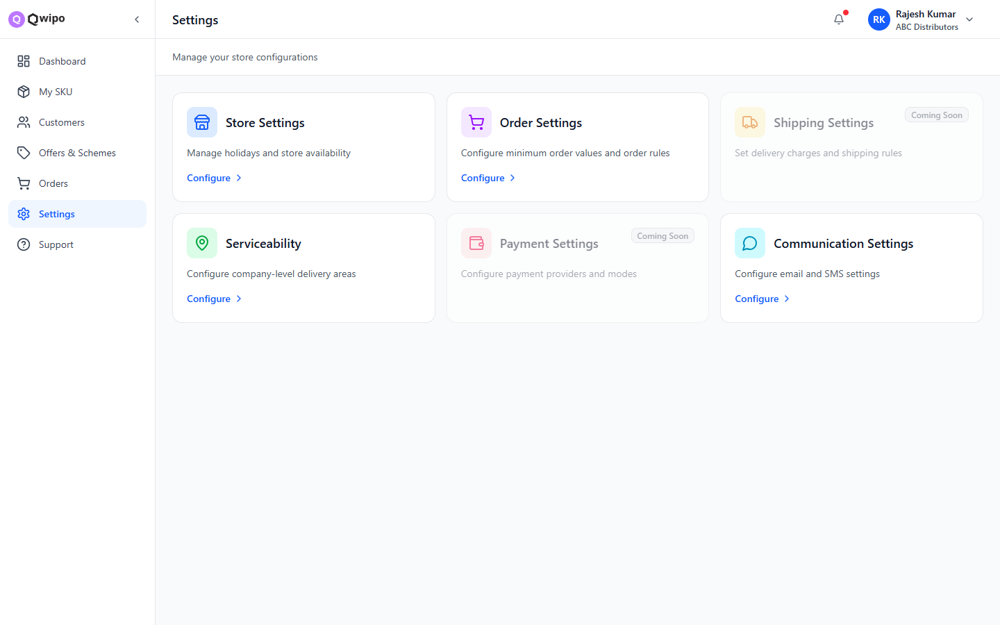 Qwipo
Settings
RK
Rajesh Kumar
ABC Distributors
Dashboard
My SKU
Customers
Offers & Schemes
Orders
Settings
Support
Manage your store configurations
Store Settings
Manage holidays and store availability
Configure
Order Settings
Configure minimum order values and order rules
Configure
Shipping Settings
Coming Soon
Set delivery charges and shipping rules
Serviceability
Configure company-level delivery areas
Configure
Payment Settings
Coming Soon
Configure payment providers and modes
Communication Settings
Configure email and SMS settings
Configure